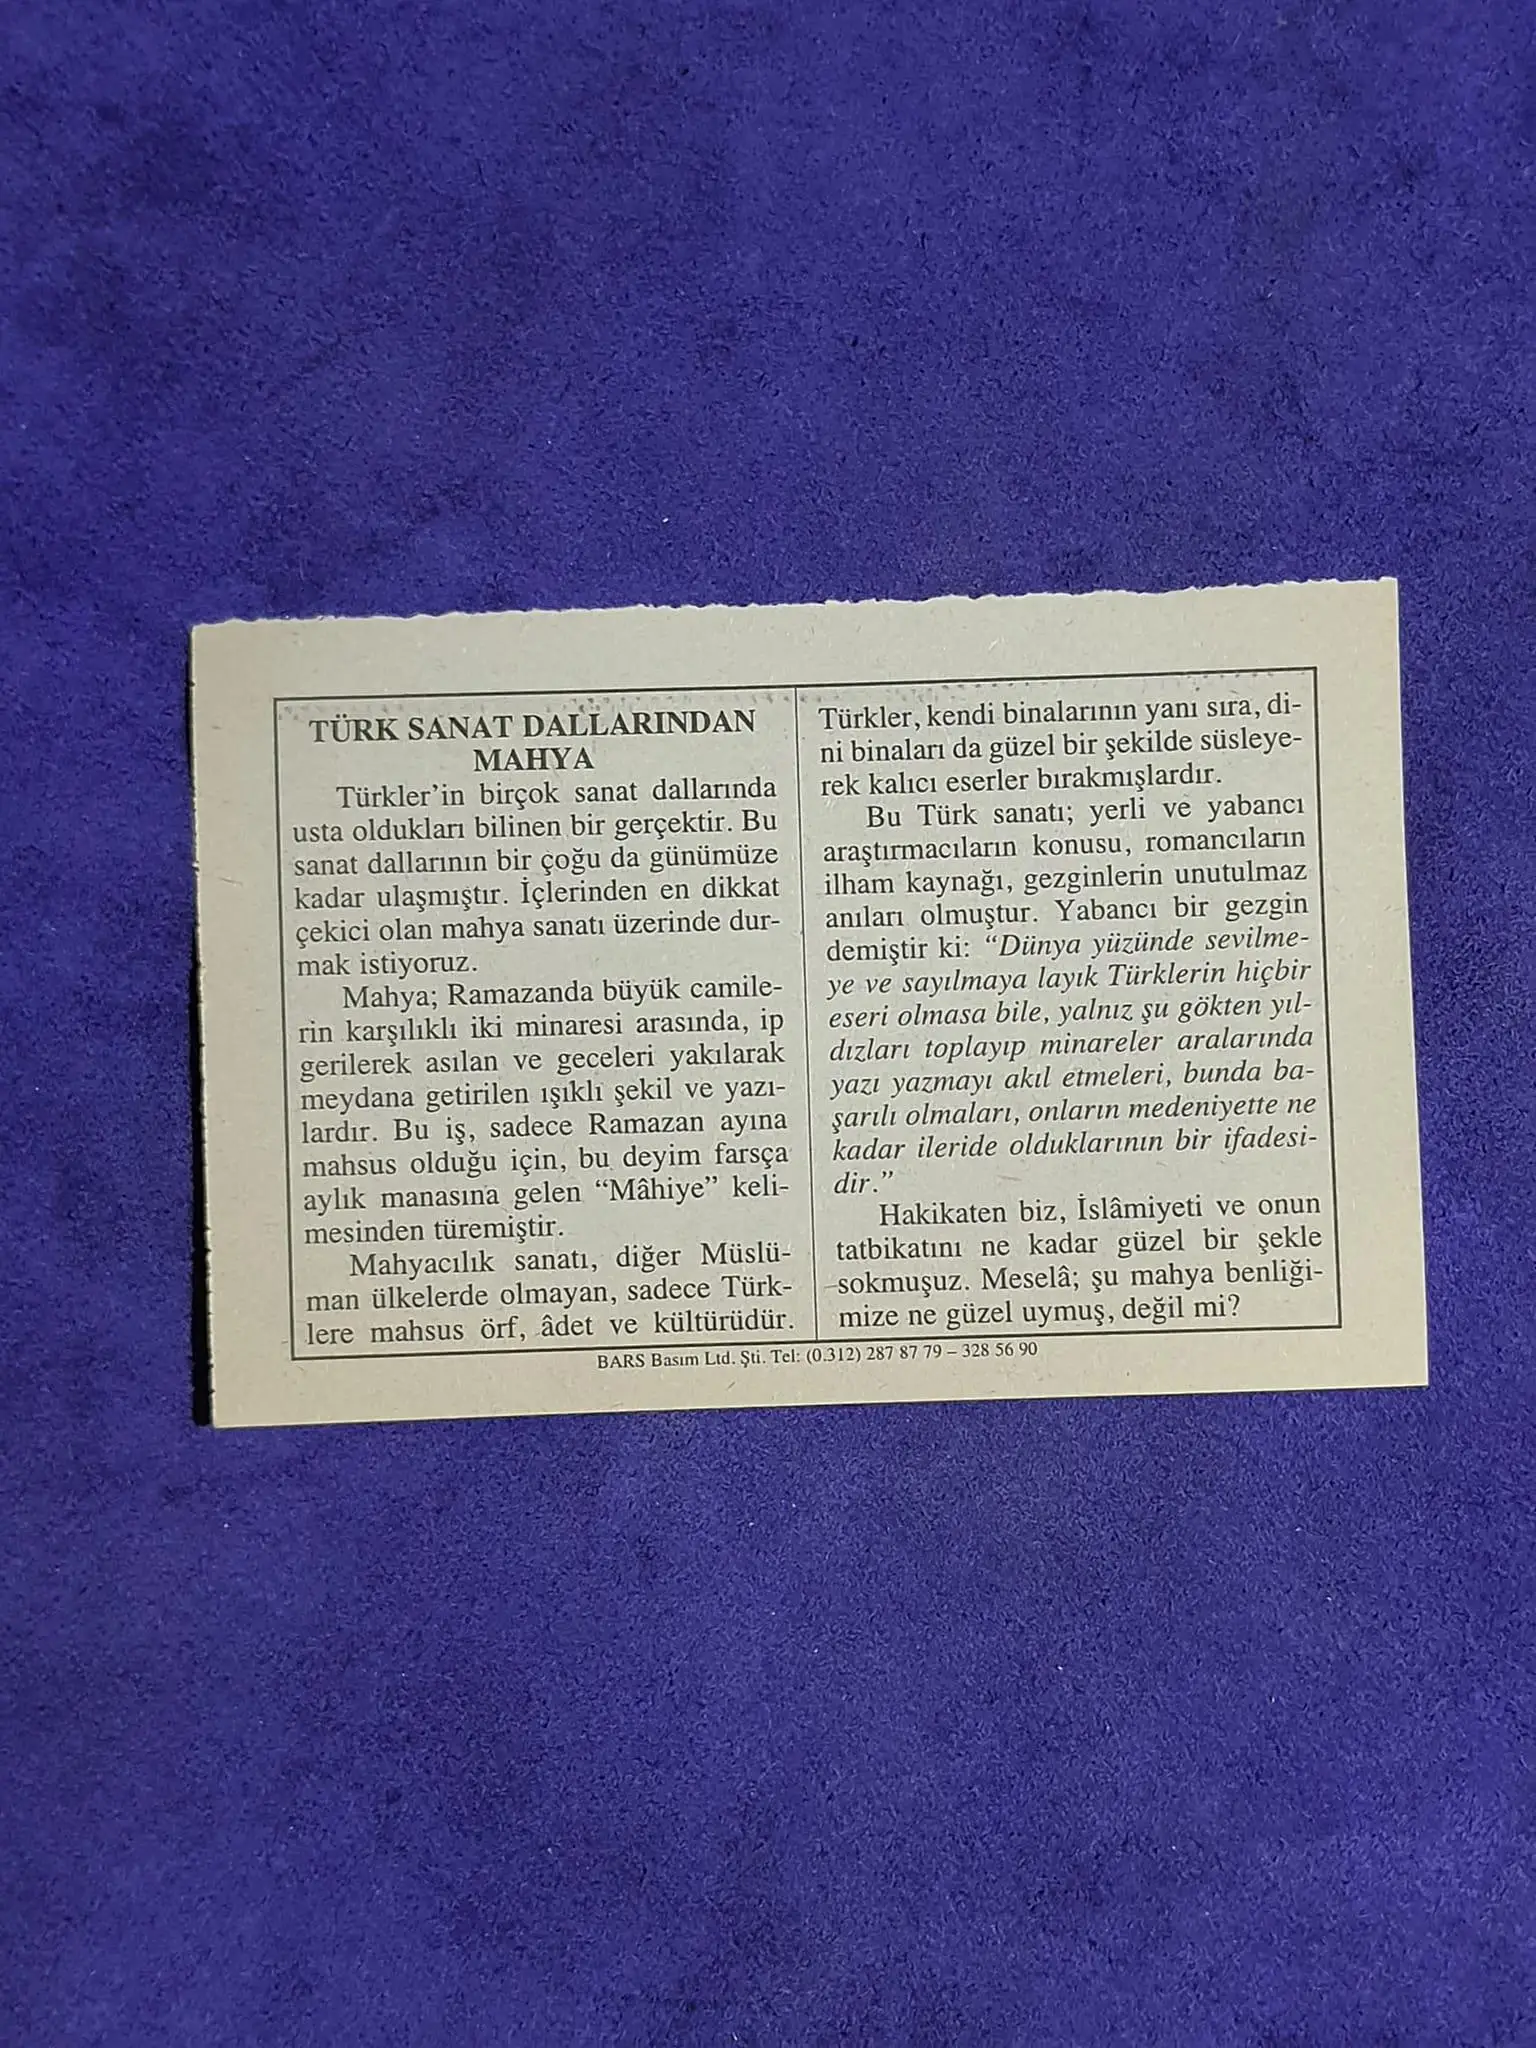 TÜRK SANAT DALLARINDAN
MAHYA
Türkler'in birçok sanat dallarında
usta oldukları bilinen bir gerçektir. Bu
sanat dallarının bir çoğu da günümüze
kadar ulaşmıştır. İçlerinden en dikkat
çekici olan mahya sanatı üzerinde dur-
mak istiyoruz.
Mahya; Ramazanda büyük camile-
rin karşılıklı iki minaresi arasında, ip
gerilerek asılan ve geceleri yakılarak
meydana getirilen ışıklı şekil ve yazı-
lardır. Bu iş, sadece Ramazan ayına
mahsus olduğu için, bu deyim farsça
aylık manasına gelen “Mâhiye” keli-
mesinden türemiştir.
Mahyacılık sanatı, diğer Müslü-
man ülkelerde olmayan, sadece Türk-
lere mahsus örf, âdet ve kültürüdür.
Türkler, kendi binalarının yanı sıra, di-
ni binaları da güzel bir şekilde süsleye-
rek kalıcı eserler bırakmışlardır.
Bu Türk sanatı; yerli ve yabancı
araştırmacıların konusu, romancıların
ilham kaynağı, gezginlerin unutulmaz
anıları olmuştur. Yabancı bir gezgin
demiştir ki: “Dünya yüzünde sevilme-
ye ve sayılmaya layık Türklerin hiçbir
eseri olmasa bile, yalnız şu gökten yıl-
dızları toplayıp minareler aralarında
yazı yazmayı akıl etmeleri, bunda ba-
şarılı olmaları, onların medeniyette ne
kadar ileride olduklarının bir ifadesi-
dir.”
Hakikaten biz, İslâmiyeti ve onun
tatbikatını ne kadar güzel bir şekle
sokmuşuz. Meselâ; şu mahya benliği-
mize ne güzel uymuş, değil mi?
BARS Basım Ltd. Şti. Tel: (0.312) 287 87 79 – 328 56 90